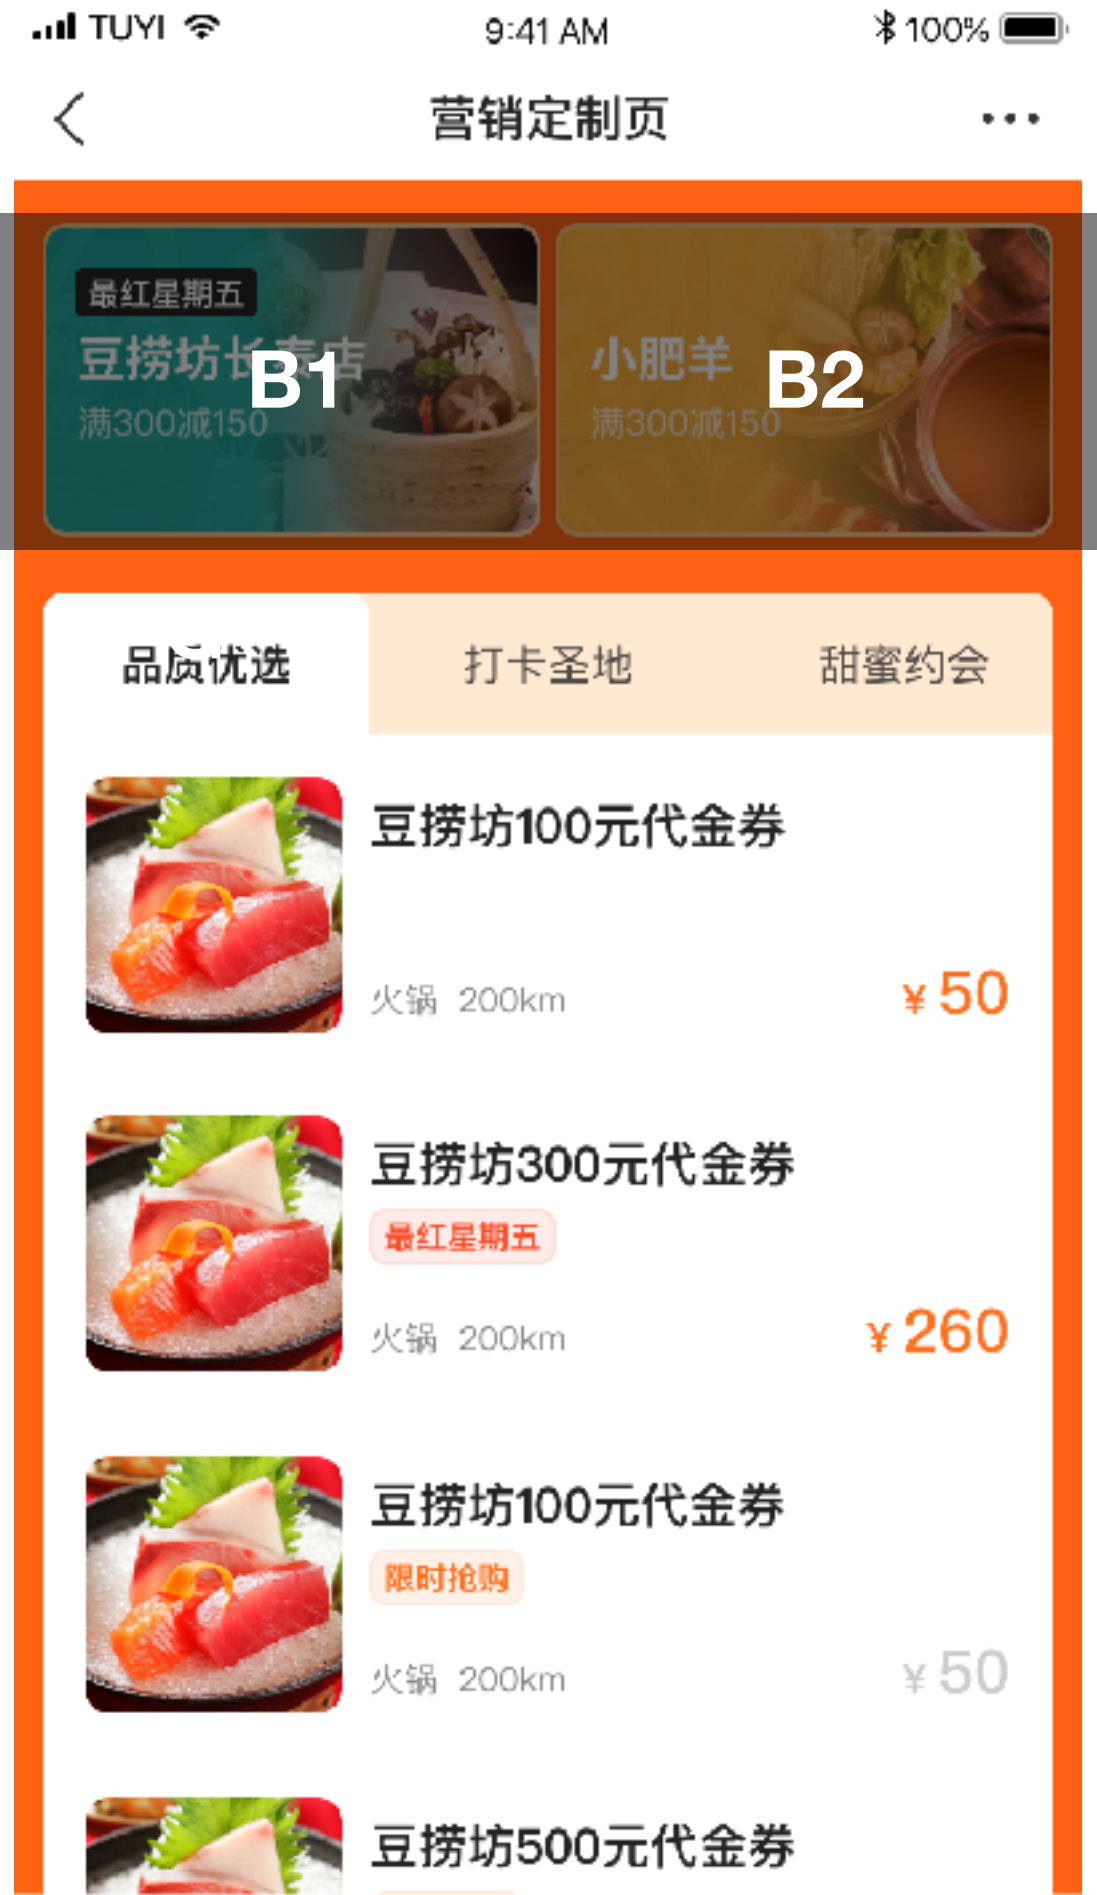 TUYI 9:41 AM 100%
营销定制页
最红星期五
豆捞坊长泰店
满300减150
B1
小肥羊
满300减150
B2
品质优选 打卡圣地 甜蜜约会
豆捞坊100元代金券
火锅 200km ¥ 50
豆捞坊300元代金券
最红星期五
火锅 200km ¥ 260
豆捞坊100元代金券
限时抢购
火锅 200km ¥ 50
豆捞坊500元代金券